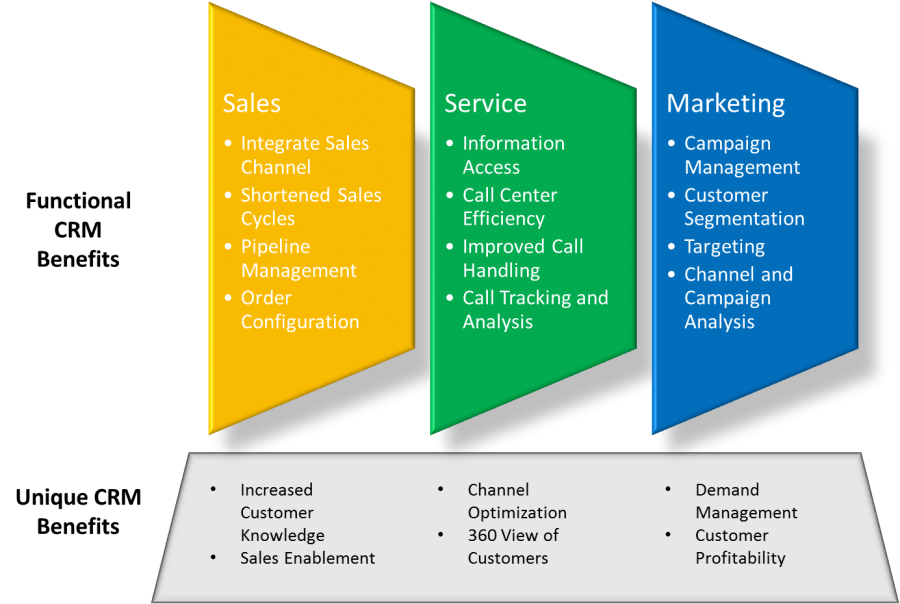 Functional
CRM
Benefits
Sales
• Integrate Sales
Channel
• Shortened Sales
Cycles
• Pipeline
Management
• Order
Configuration
Service
• Information
Access
• Call Center
Efficiency
• Improved Call
Handling
• Call Tracking and
Analysis
Marketing
• Campaign
Management
• Customer
Segmentation
• Targeting
• Channel and
Campaign
Analysis
Unique CRM
Benefits
• Increased
Customer
Knowledge
• Sales Enablement
• Channel
Optimization
• 360 View of
Customers
• Demand
Management
• Customer
Profitability